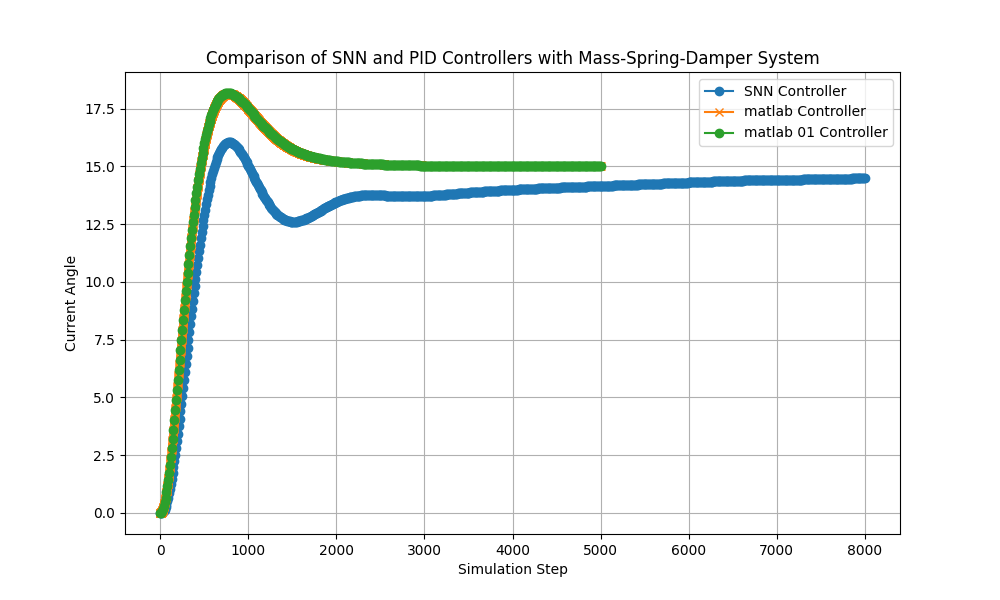 Comparison of SNN and PID Controllers with Mass-Spring-Damper System
SNN Controller
matlab Controller
matlab 01 Controller
17.5
15.0
12.5
10.0
7.5
5.0
2.5
0.0
Current Angle
0 1000 2000 3000 4000 5000 6000 7000 8000
Simulation Step